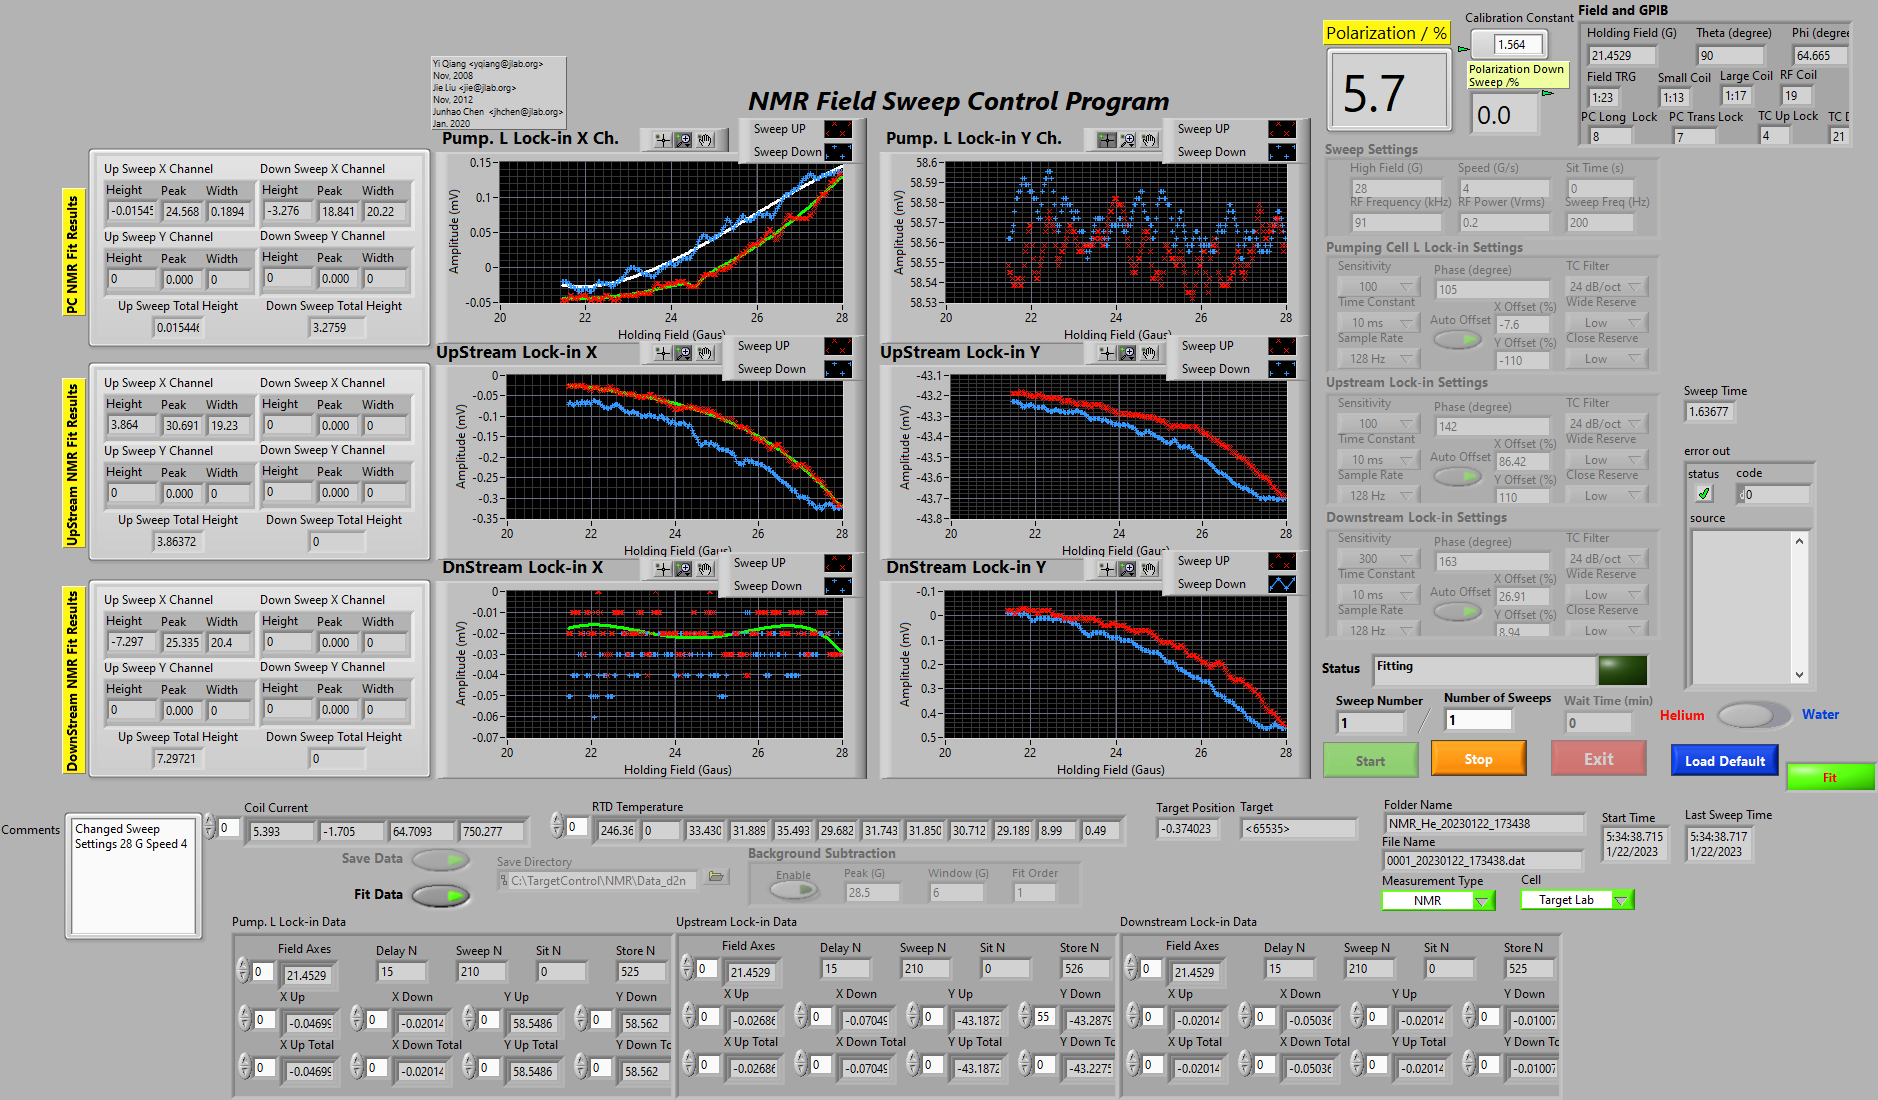 Yi Qiang <yqiang@jlab.org>
Nov, 2008
Jie Liu <jie@jlab.org>
Nov, 2012
Junhao Chen <jhchen@jlab.org>
Jan. 2020
NMR Field Sweep Control Program
Polarization / %
5.7
Calibration Constant
1.564
Polarization Down
Sweep /%
0.0
Field and GPIB
Holding Field (G) Theta (degree) Phi (degree
21.4529 90 64.665
Field TRG Small Coil Large Coil RF Coil
1:23 1:13 1:17 19
PC Long Lock PC Trans Lock TC Up Lock TC D
8 7 4 21
PC NMR Fit Results
Up Sweep X Channel Down Sweep X Channel
Height Peak Width Height Peak Width
-0.01545 24.568 0.1894 -3.276 18.841 20.22
Up Sweep Y Channel Down Sweep Y Channel
Height Peak Width Height Peak Width
0 0.000 0 0 0.000 0
Up Sweep Total Height Down Sweep Total Height
0.015446 3.2759
UpStream NMR Fit Results
Up Sweep X Channel Down Sweep X Channel
Height Peak Width Height Peak Width
3.864 30.691 19.23 0 0.000 0
Up Sweep Y Channel Down Sweep Y Channel
Height Peak Width Height Peak Width
0 0.000 0 0 0.000 0
Up Sweep Total Height Down Sweep Total Height
3.86372 0
DownStream NMR Fit Results
Up Sweep X Channel Down Sweep X Channel
Height Peak Width Height Peak Width
-7.297 25.335 20.4 0 0.000 0
Up Sweep Y Channel Down Sweep Y Channel
Height Peak Width Height Peak Width
0 0.000 0 0 0.000 0
Up Sweep Total Height Down Sweep Total Height
7.29721 0
Pump. L Lock-in X Ch.
Sweep UP
Sweep Down
Amplitude (mV)
0.15
0.1
0.05
0
-0.05
20 22 24 26 28
Holding Field (Gaus)
Pump. L Lock-in Y Ch.
Sweep UP
Sweep Down
Amplitude (mV)
58.6
58.59
58.58
58.57
58.56
58.55
58.54
58.53
20 22 24 26 28
Holding Field (Gaus)
UpStream Lock-in X
Sweep UP
Sweep Down
Amplitude (mV)
0
-0.05
-0.1
-0.15
-0.2
-0.25
-0.3
-0.35
20 22 24 26 28
Holding Field (Gaus)
UpStream Lock-in Y
Sweep UP
Sweep Down
Amplitude (mV)
-43.1
-43.2
-43.3
-43.4
-43.5
-43.6
-43.7
-43.8
20 22 24 26 28
Holding Field (Gaus)
DnStream Lock-in X
Sweep UP
Sweep Down
Amplitude (mV)
0
-0.01
-0.02
-0.03
-0.04
-0.05
-0.06
-0.07
20 22 24 26 28
Holding Field (Gaus)
DnStream Lock-in Y
Sweep UP
Sweep Down
Amplitude (mV)
-0.1
0
0.1
0.2
0.3
0.4
0.5
20 22 24 26 28
Holding Field (Gaus)
Sweep Settings
High Field (G) Speed (G/s) Sit Time (s)
28 4 0
RF Frequency (kHz) RF Power (Vrms) Sweep Freq (Hz)
91 0.2 200
Pumping Cell L Lock-in Settings
Sensitivity Phase (degree) TC Filter
100 105 24 dB/oct
Time Constant X Offset (%) Wide Reserve
10 ms Auto Offset -7.6 Low
Sample Rate Y Offset (%) Close Reserve
128 Hz -110 Low
Upstream Lock-in Settings
Sensitivity Phase (degree) TC Filter
100 142 24 dB/oct
Time Constant X Offset (%) Wide Reserve
10 ms Auto Offset 86.42 Low
Sample Rate Y Offset (%) Close Reserve
128 Hz 110 Low
Downstream Lock-in Settings
Sensitivity Phase (degree) TC Filter
300 163 24 dB/oct
Time Constant X Offset (%) Wide Reserve
10 ms Auto Offset 26.91 Low
Sample Rate Y Offset (%) Close Reserve
128 Hz 8.94 Low
Sweep Time
1.63677
error out
status code
0
source
Status Fitting
Sweep Number Number of Sweeps Wait Time (min)
1 / 1 0
Helium Water
Start Stop Exit Load Default Fit
Comments
Changed Sweep
Settings 28 G Speed 4
Coil Current
0 5.393 -1.705 64.7093 750.277
RTD Temperature
0 246.36 0 33.430 31.889 35.493 29.682 31.743 31.850 30.712 29.189 8.99 0.49
Target Position Target
-0.374023 <65535>
Folder Name
NMR_He_20230122_173438
File Name
0001_20230122_173438.dat
Start Time
5:34:38.715
1/22/2023
Last Sweep Time
5:34:38.717
1/22/2023
Measurement Type Cell
NMR Target Lab
Save Data
Fit Data
Save Directory
C:\TargetControl\NMR\Data_d2n
Background Subtraction
Enable Peak (G) Window (G) Fit Order
28.5 6 1
Pump. L Lock-in Data
Field Axes Delay N Sweep N Sit N Store N
0 21.4529 15 210 0 525
X Up X Down Y Up Y Down
0 -0.04699 0 -0.02014 0 58.5486 0 58.562
X Up Total X Down Total Y Up Total Y Down To
0 -0.04699 0 -0.02014 0 58.5486 0 58.562
Upstream Lock-in Data
Field Axes Delay N Sweep N Sit N Store N
0 21.4529 15 210 0 526
X Up X Down Y Up Y Down
0 -0.02686 0 -0.07049 0 -43.1872 55 -43.2879
X Up Total X Down Total Y Up Total Y Down To
0 -0.02686 0 -0.07049 0 -43.1872 0 -43.2275
Downstream Lock-in Data
Field Axes Delay N Sweep N Sit N Store N
0 21.4529 15 210 0 525
X Up X Down Y Up Y Down
0 -0.02014 0 -0.05036 0 -0.02014 0 -0.01007
X Up Total X Down Total Y Up Total Y Down To
0 -0.02014 0 -0.05036 0 -0.02014 0 -0.01007